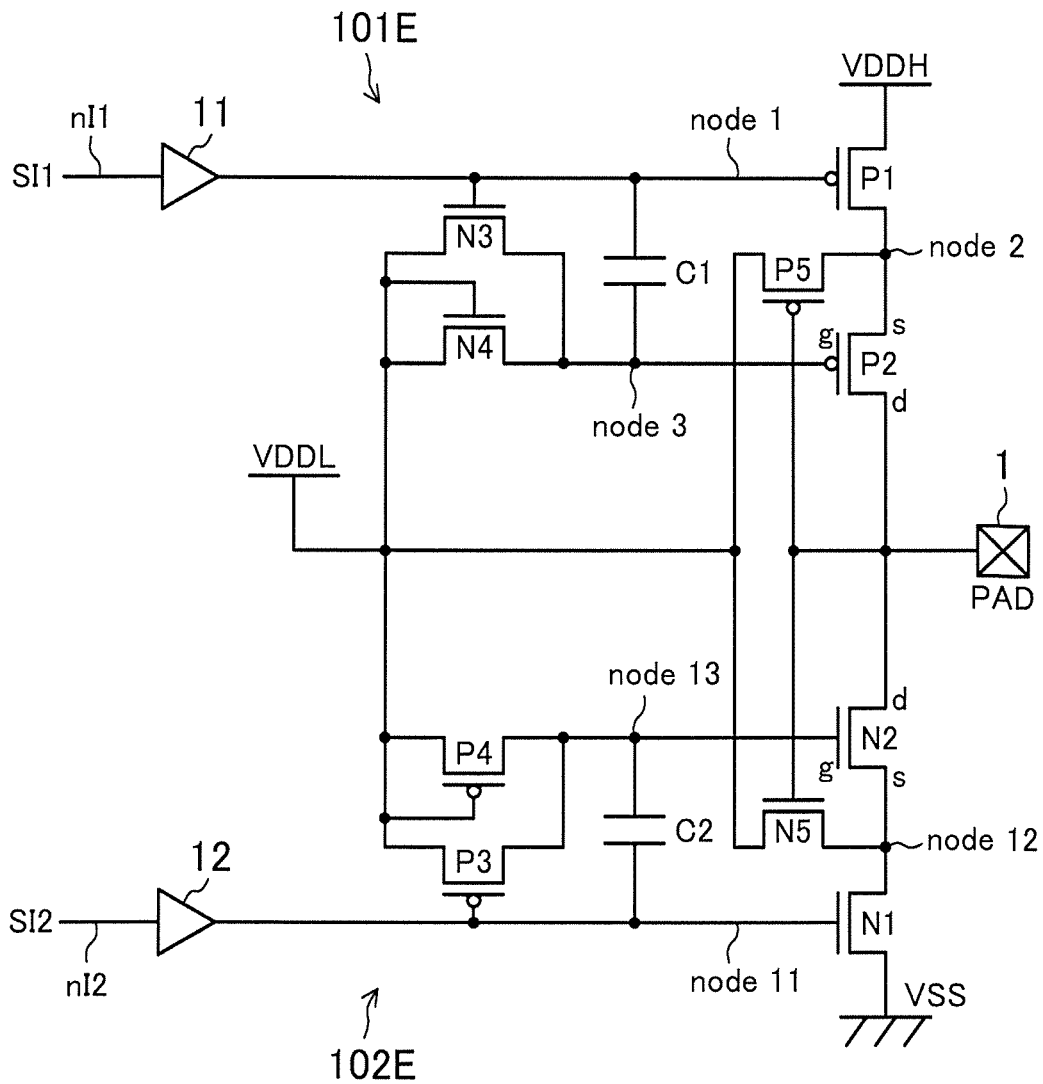 101E
VDDH
nI1
11
node 1
SI1
P1
N3
C1
P5
node 2
N4
g
s
P2
d
node 3
VDDL
1
PAD
node 13
d
P4
N2
g
s
C2
N5
node 12
P3
12
SI2
N1
nI2
node 11
VSS
102E